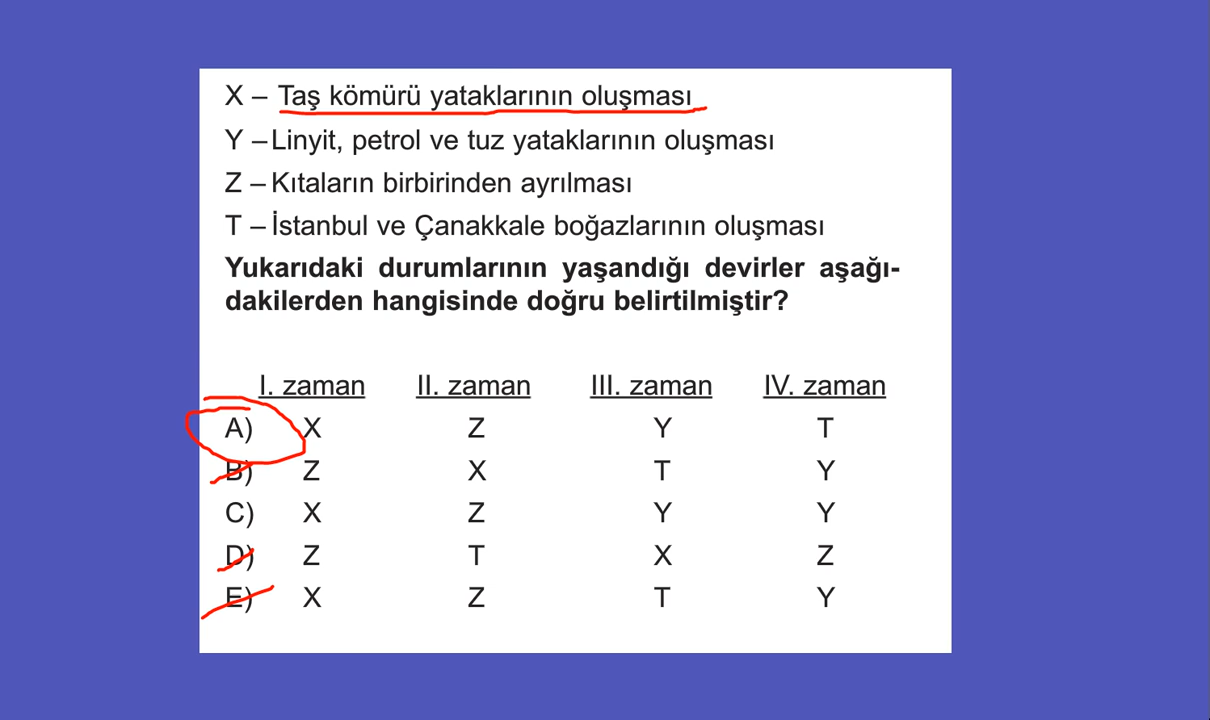 X – Taş kömürü yataklarının oluşması
Y – Linyit, petrol ve tuz yataklarının oluşması
Z – Kıtaların birbirinden ayrılması
T – İstanbul ve Çanakkale boğazlarının oluşması
Yukarıdaki durumlarının yaşandığı devirler aşağı-
dakilerden hangisinde doğru belirtilmiştir?
I. zaman II. zaman III. zaman IV. zaman
A) X Z Y T
B) Z X T Y
C) X Z Y Y
D) Z T X Z
E) X Z T Y